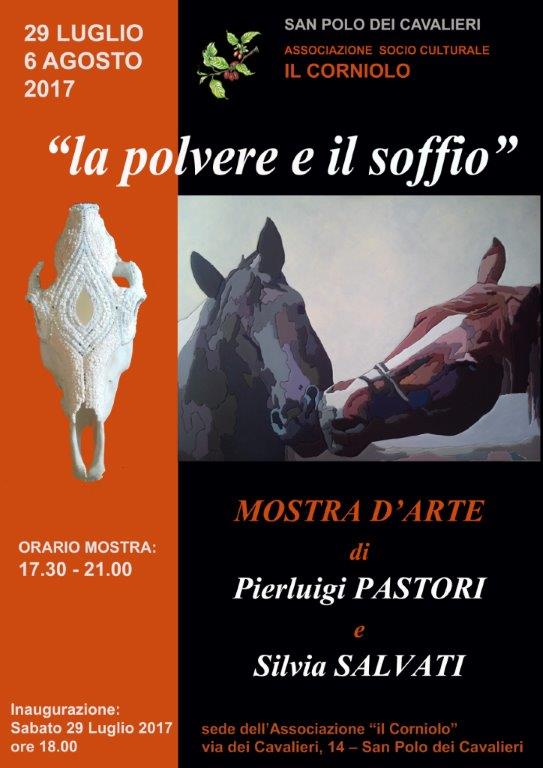 29 LUGLIO
6 AGOSTO
2017
SAN POLO DEI CAVALIERI
ASSOCIAZIONE SOCIO CULTURALE
IL CORNIOLO
“la polvere e il soffio”
MOSTRA D’ARTE
di
Pierluigi PASTORI
e
Silvia SALVATI
ORARIO MOSTRA:
17.30 - 21.00
Inaugurazione:
Sabato 29 Luglio 2017
ore 18.00
sede dell’Associazione “il Corniolo”
via dei Cavalieri, 14 – San Polo dei Cavalieri